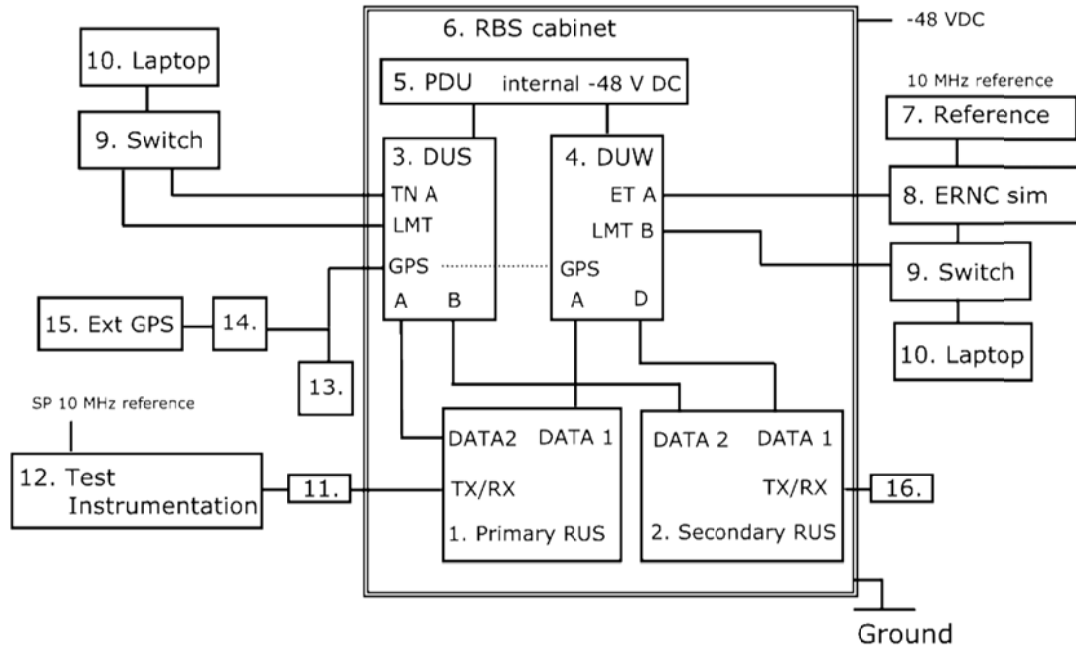 6. RBS cabinet
-48 VDC
10. Laptop
5. PDU internal -48 V DC
10 MHz reference
7. Reference
9. Switch
3. DUS
4. DUW
TN A
ET A
8. ERNC sim
LMT
LMT B
GPS
GPS
9. Switch
A B
A D
15. Ext GPS
14.
10. Laptop
13.
SP 10 MHz reference
DATA2 DATA 1
DATA 2 DATA 1
12. Test
Instrumentation
11.
TX/RX
TX/RX
16.
1. Primary RUS
2. Secondary RUS
Ground